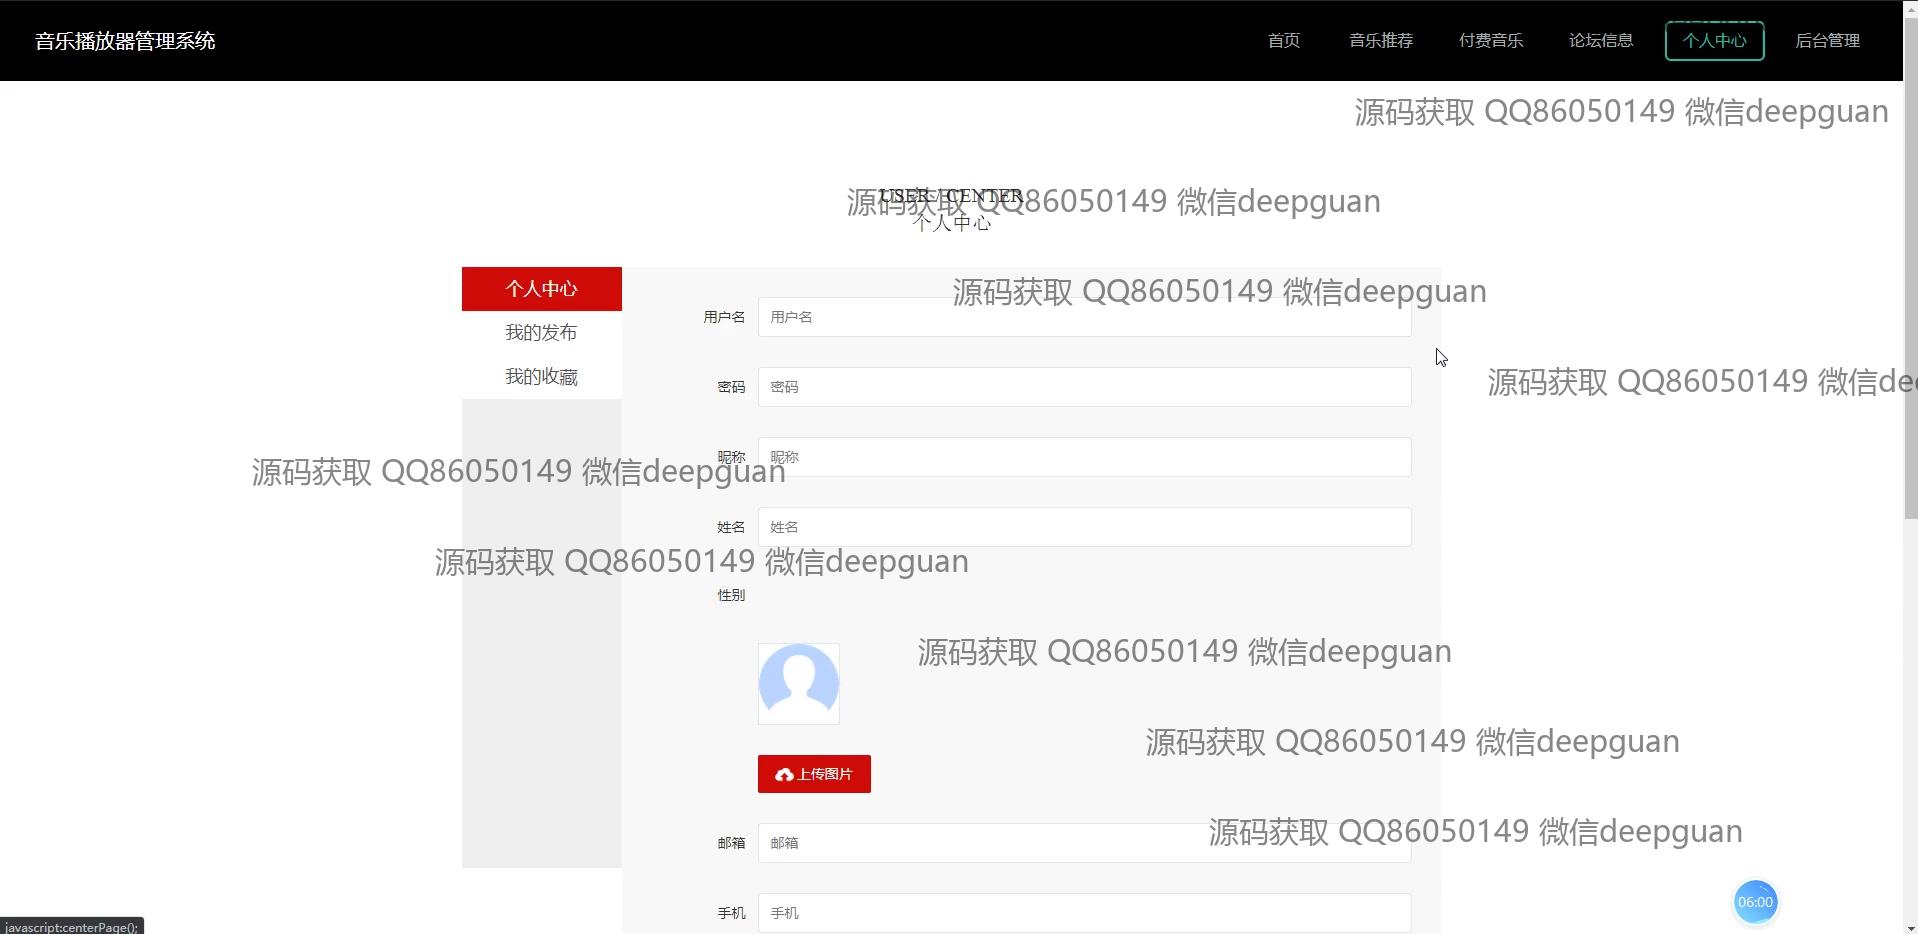 音乐播放器管理系统
首页 音乐推荐 付费音乐 论坛信息 个人中心 后台管理
源码获取 QQ86050149 微信deepguan
USER / CENTER
源码获取 QQ86050149 微信deepguan
个人中心
个人中心
源码获取 QQ86050149 微信deepguan
用户名 用户名
我的发布
我的收藏
源码获取 QQ86050149 微信dee
密码 密码
昵称 昵称
源码获取 QQ86050149 微信deepguan
姓名 姓名
源码获取 QQ86050149 微信deepguan
性别
源码获取 QQ86050149 微信deepguan
源码获取 QQ86050149 微信deepguan
上传图片
源码获取 QQ86050149 微信deepguan
邮箱 邮箱
06:00
手机 手机
javascript:centerPage();